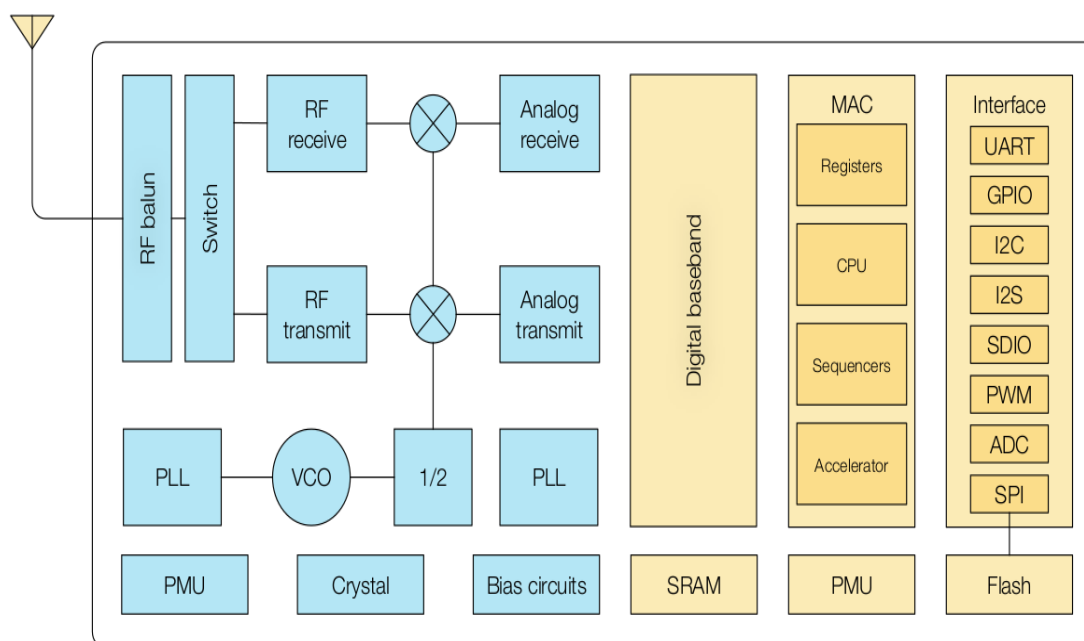 RF balun
Switch
RF
receive
Analog
receive
RF
transmit
Analog
transmit
PLL
VCO
1/2
PLL
PMU
Crystal
Bias circuits
Digital baseband
SRAM
MAC
Registers
CPU
Sequencers
Accelerator
PMU
Interface
UART
GPIO
I2C
I2S
SDIO
PWM
ADC
SPI
Flash